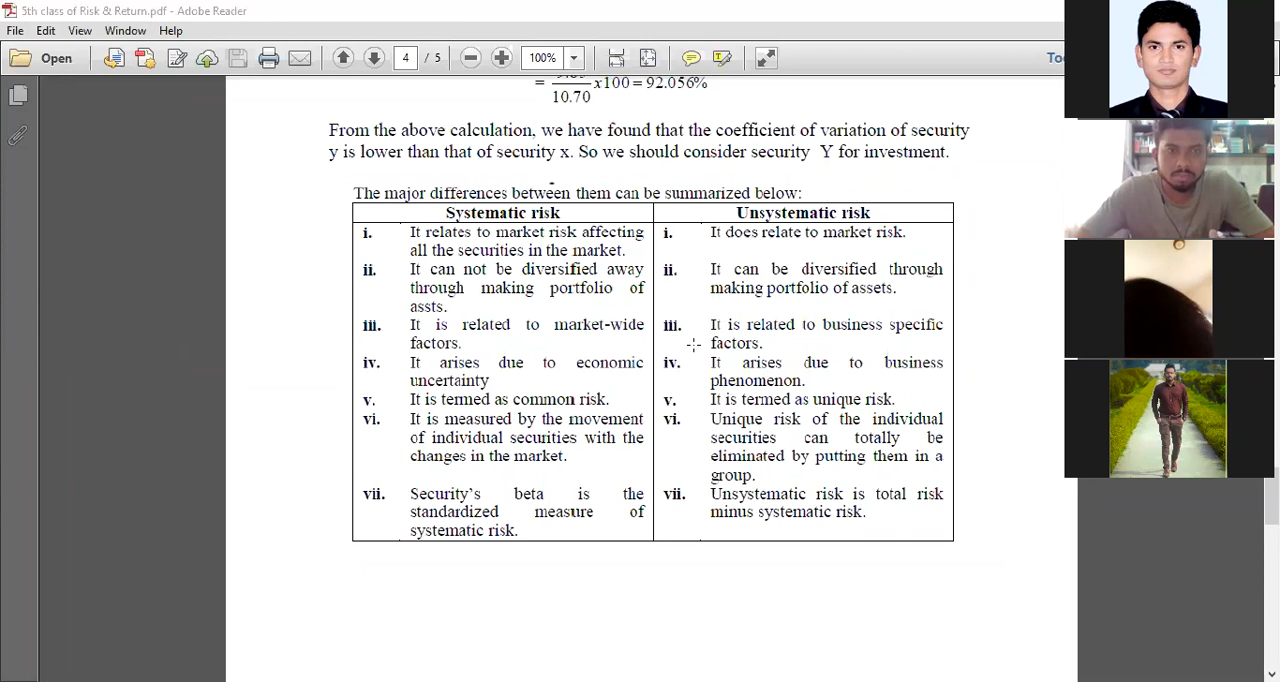 5th class of Risk & Return.pdf - Adobe Reader
File Edit View Window Help
Open 4 / 5 100%
= x100 = 92.056%
10.70
From the above calculation, we have found that the coefficient of variation of security
y is lower than that of security x. So we should consider security Y for investment.
The major differences between them can be summarized below:
Systematic risk
i. It relates to market risk affecting
all the securities in the market.
ii. It can not be diversified away
through making portfolio of
assts.
iii. It is related to market-wide
factors.
iv. It arises due to economic
uncertainty
v. It is termed as common risk.
vi. It is measured by the movement
of individual securities with the
changes in the market.
vii. Security's beta is the
standardized measure of
systematic risk.
Unsystematic risk
i. It does relate to market risk.
ii. It can be diversified through
making portfolio of assets.
iii. It is related to business specific
factors.
iv. It arises due to business
phenomenon.
v. It is termed as unique risk.
vi. Unique risk of the individual
securities can totally be
eliminated by putting them in a
group.
vii. Unsystematic risk is total risk
minus systematic risk.